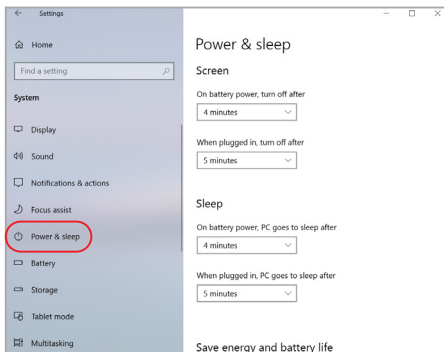 Settings
Home
Find a setting
System
Display
Sound
Notifications & actions
Focus assist
Power & sleep
Battery
Storage
Tablet mode
Multitasking
Power & sleep
Screen
On battery power, turn off after
4 minutes
When plugged in, turn off after
5 minutes
Sleep
On battery power, PC goes to sleep after
4 minutes
When plugged in, PC goes to sleep after
5 minutes
Save energy and battery life